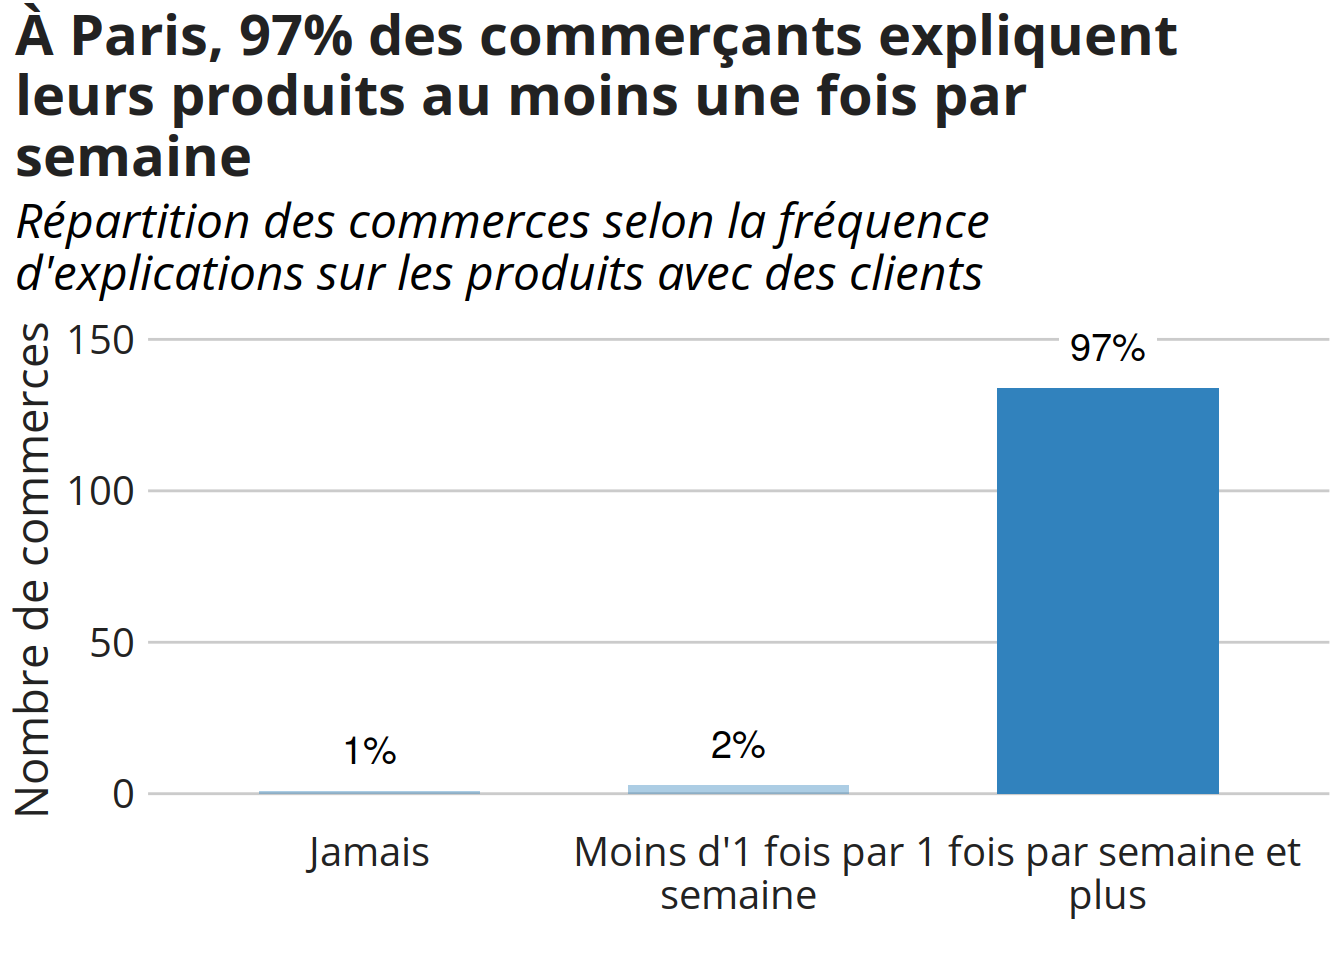 À Paris, 97% des commerçants expliquent
leurs produits au moins une fois par
semaine
Répartition des commerces selon la fréquence
d'explications sur les produits avec des clients
Nombre de commerces
150
100
50
0
1%
2%
97%
Jamais
Moins d'1 fois par
semaine
1 fois par semaine et
plus